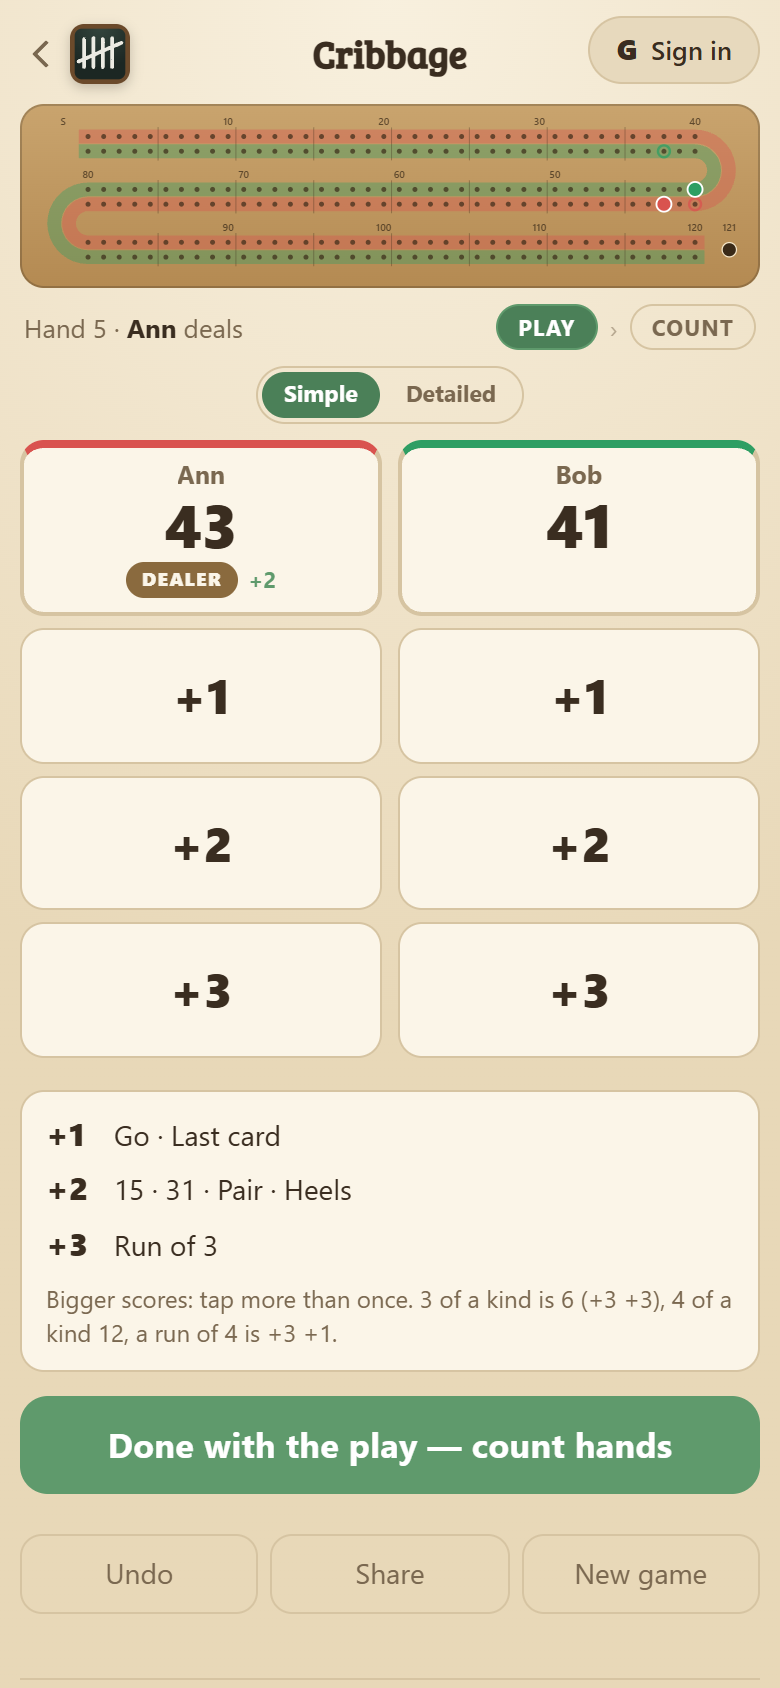 Cribbage
G Sign in
S 10 20 30 40
80 70 60 50
90 100 110 120 121
Hand 5 · Ann deals
PLAY › COUNT
Simple Detailed
Ann
43
DEALER +2
Bob
41
+1 +1
+2 +2
+3 +3
+1 Go · Last card
+2 15 · 31 · Pair · Heels
+3 Run of 3
Bigger scores: tap more than once. 3 of a kind is 6 (+3 +3), 4 of a
kind 12, a run of 4 is +3 +1.
Done with the play — count hands
Undo Share New game